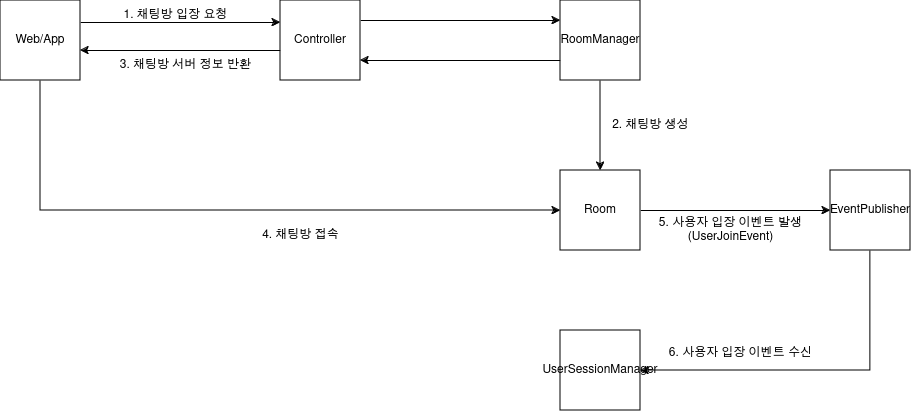 1. 채팅방 입장 요청
Web/App
Controller
RoomManager
3. 채팅방 서버 정보 반환
2. 채팅방 생성
Room
EventPublisher
5. 사용자 입장 이벤트 발생
(UserJoinEvent)
4. 채팅방 접속
6. 사용자 입장 이벤트 수신
UserSessionManager